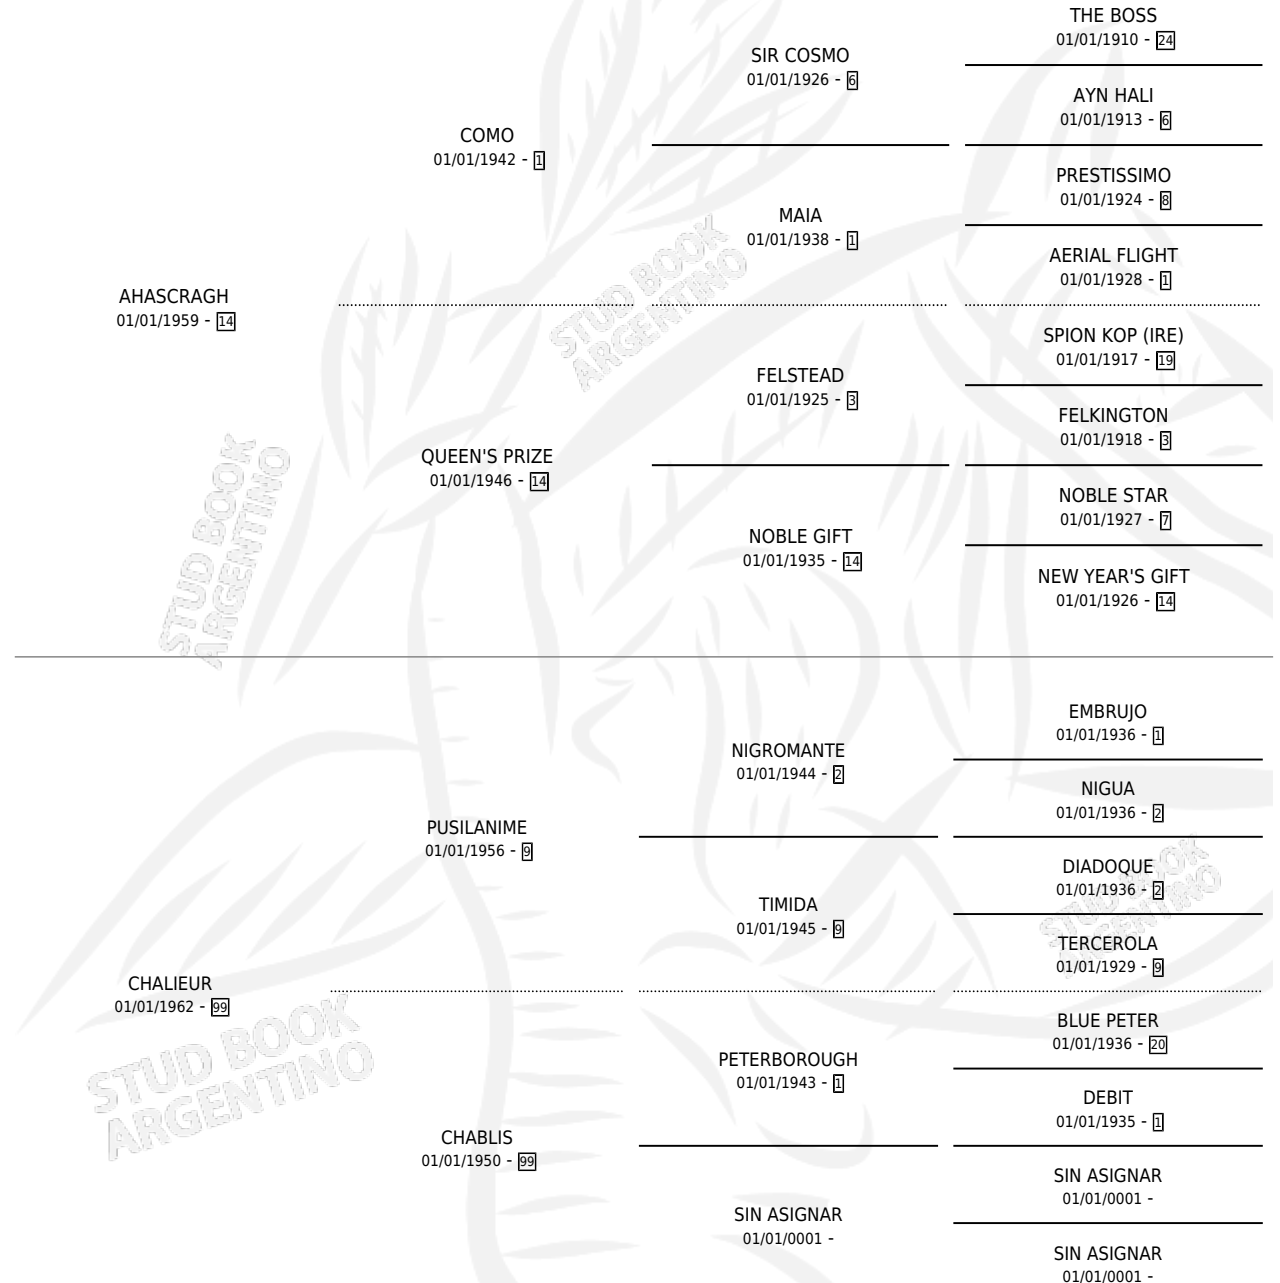 THE BOSS
01/01/1910 - 24
SIR COSMO
01/01/1926 - 6
AYN HALI
01/01/1913 - 6
COMO
01/01/1942 - 1
PRESTISSIMO
01/01/1924 - 8
MAIA
01/01/1938 - 1
AERIAL FLIGHT
01/01/1928 - 1
AHASCRAGH
01/01/1959 - 14
SPION KOP (IRE)
01/01/1917 - 19
FELSTEAD
01/01/1925 - 3
FELKINGTON
01/01/1918 - 3
QUEEN'S PRIZE
01/01/1946 - 14
NOBLE STAR
01/01/1927 - 7
NOBLE GIFT
01/01/1935 - 14
NEW YEAR'S GIFT
01/01/1926 - 14
EMBRUJO
01/01/1936 - 1
NIGROMANTE
01/01/1944 - 2
NIGUA
01/01/1936 - 2
PUSILANIME
01/01/1956 - 9
DIADOQUE
01/01/1936 - 2
TIMIDA
01/01/1945 - 9
TERCEROLA
01/01/1929 - 9
CHALIEUR
01/01/1962 - 99
BLUE PETER
01/01/1936 - 20
PETERBOROUGH
01/01/1943 - 1
DEBIT
01/01/1935 - 1
CHABLIS
01/01/1950 - 99
SIN ASIGNAR
01/01/0001 -
SIN ASIGNAR
01/01/0001 -
SIN ASIGNAR
01/01/0001 -
STUD BOOK
ARGENTINO
STUD BOOK
ARGENTINO
STUD BOOK
ARGENTINO
STUD BOOK
ARGENTINO